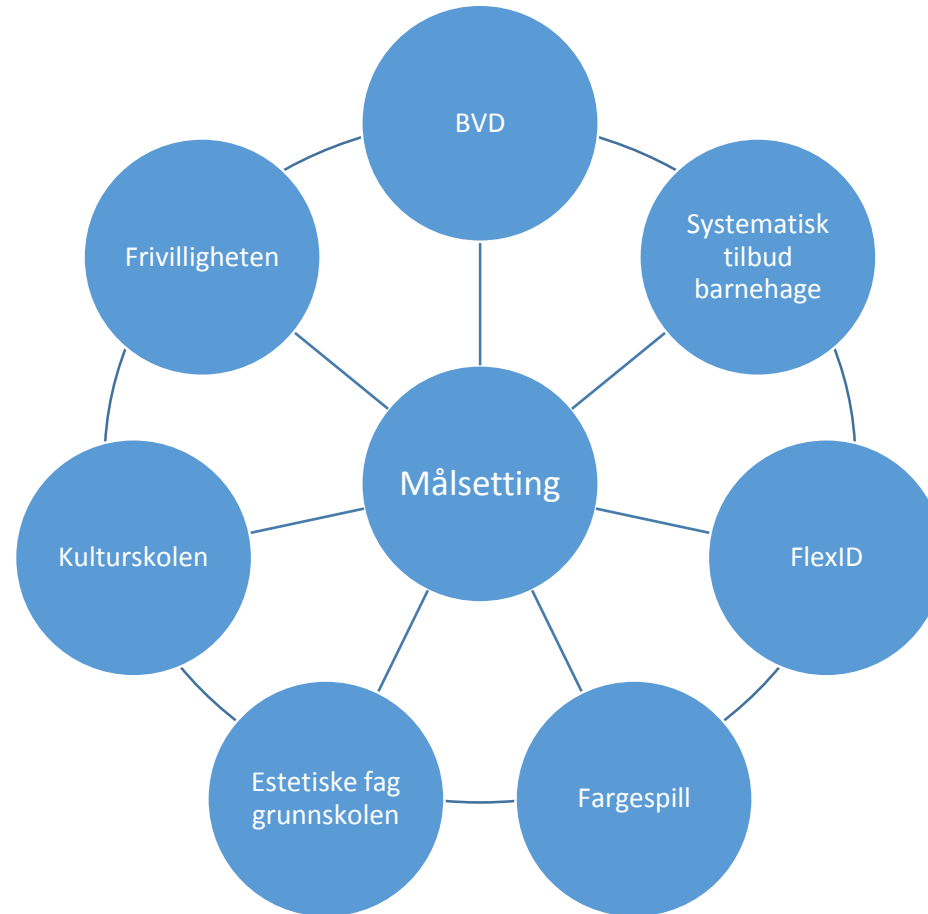 BVD
Systematisk
tilbud
barnehage
FlexID
Fargespill
Estetiske fag
grunnskolen
Kulturskolen
Frivilligheten
Målsetting